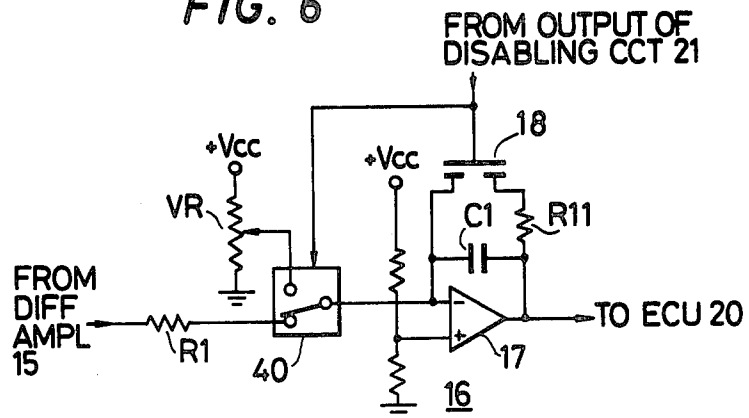 FIG. 6
FROM OUTPUT OF
DISABLING CCT 21
18
+Vcc
+Vcc
VR
C1
R11
FROM
DIFF
AMPL
15
R1
40
TO ECU 20
17
16
-
+